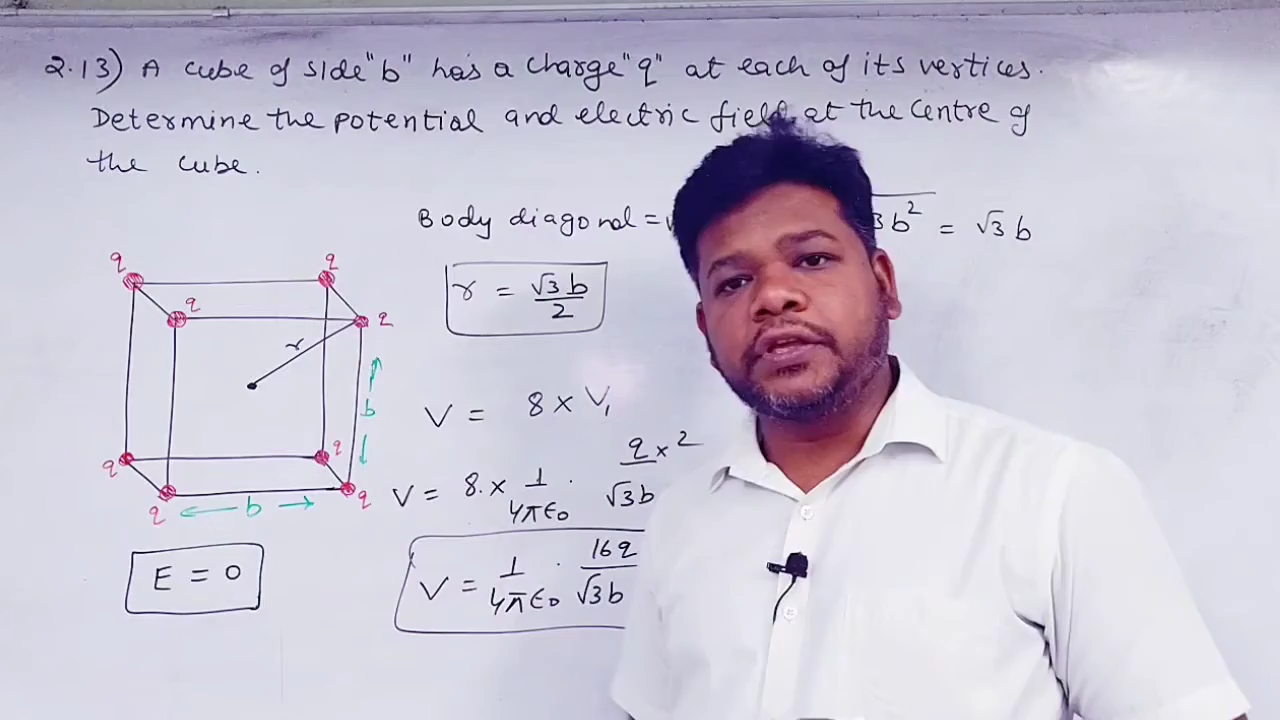 2.13) A cube of side "b" has a charge "q" at each of its vertices.
Determine the potential and electric field at the centre of
the cube.
Body diagonal = 3b² = √3 b
r = √3 b / 2
V = 8 × V₁
V = 8. × 1/4πε₀ . q × 2 / √3 b
V = 1/4πε₀ . 16q / √3 b
q
q
q
q
r
b
q
q
q
b
q
E = 0